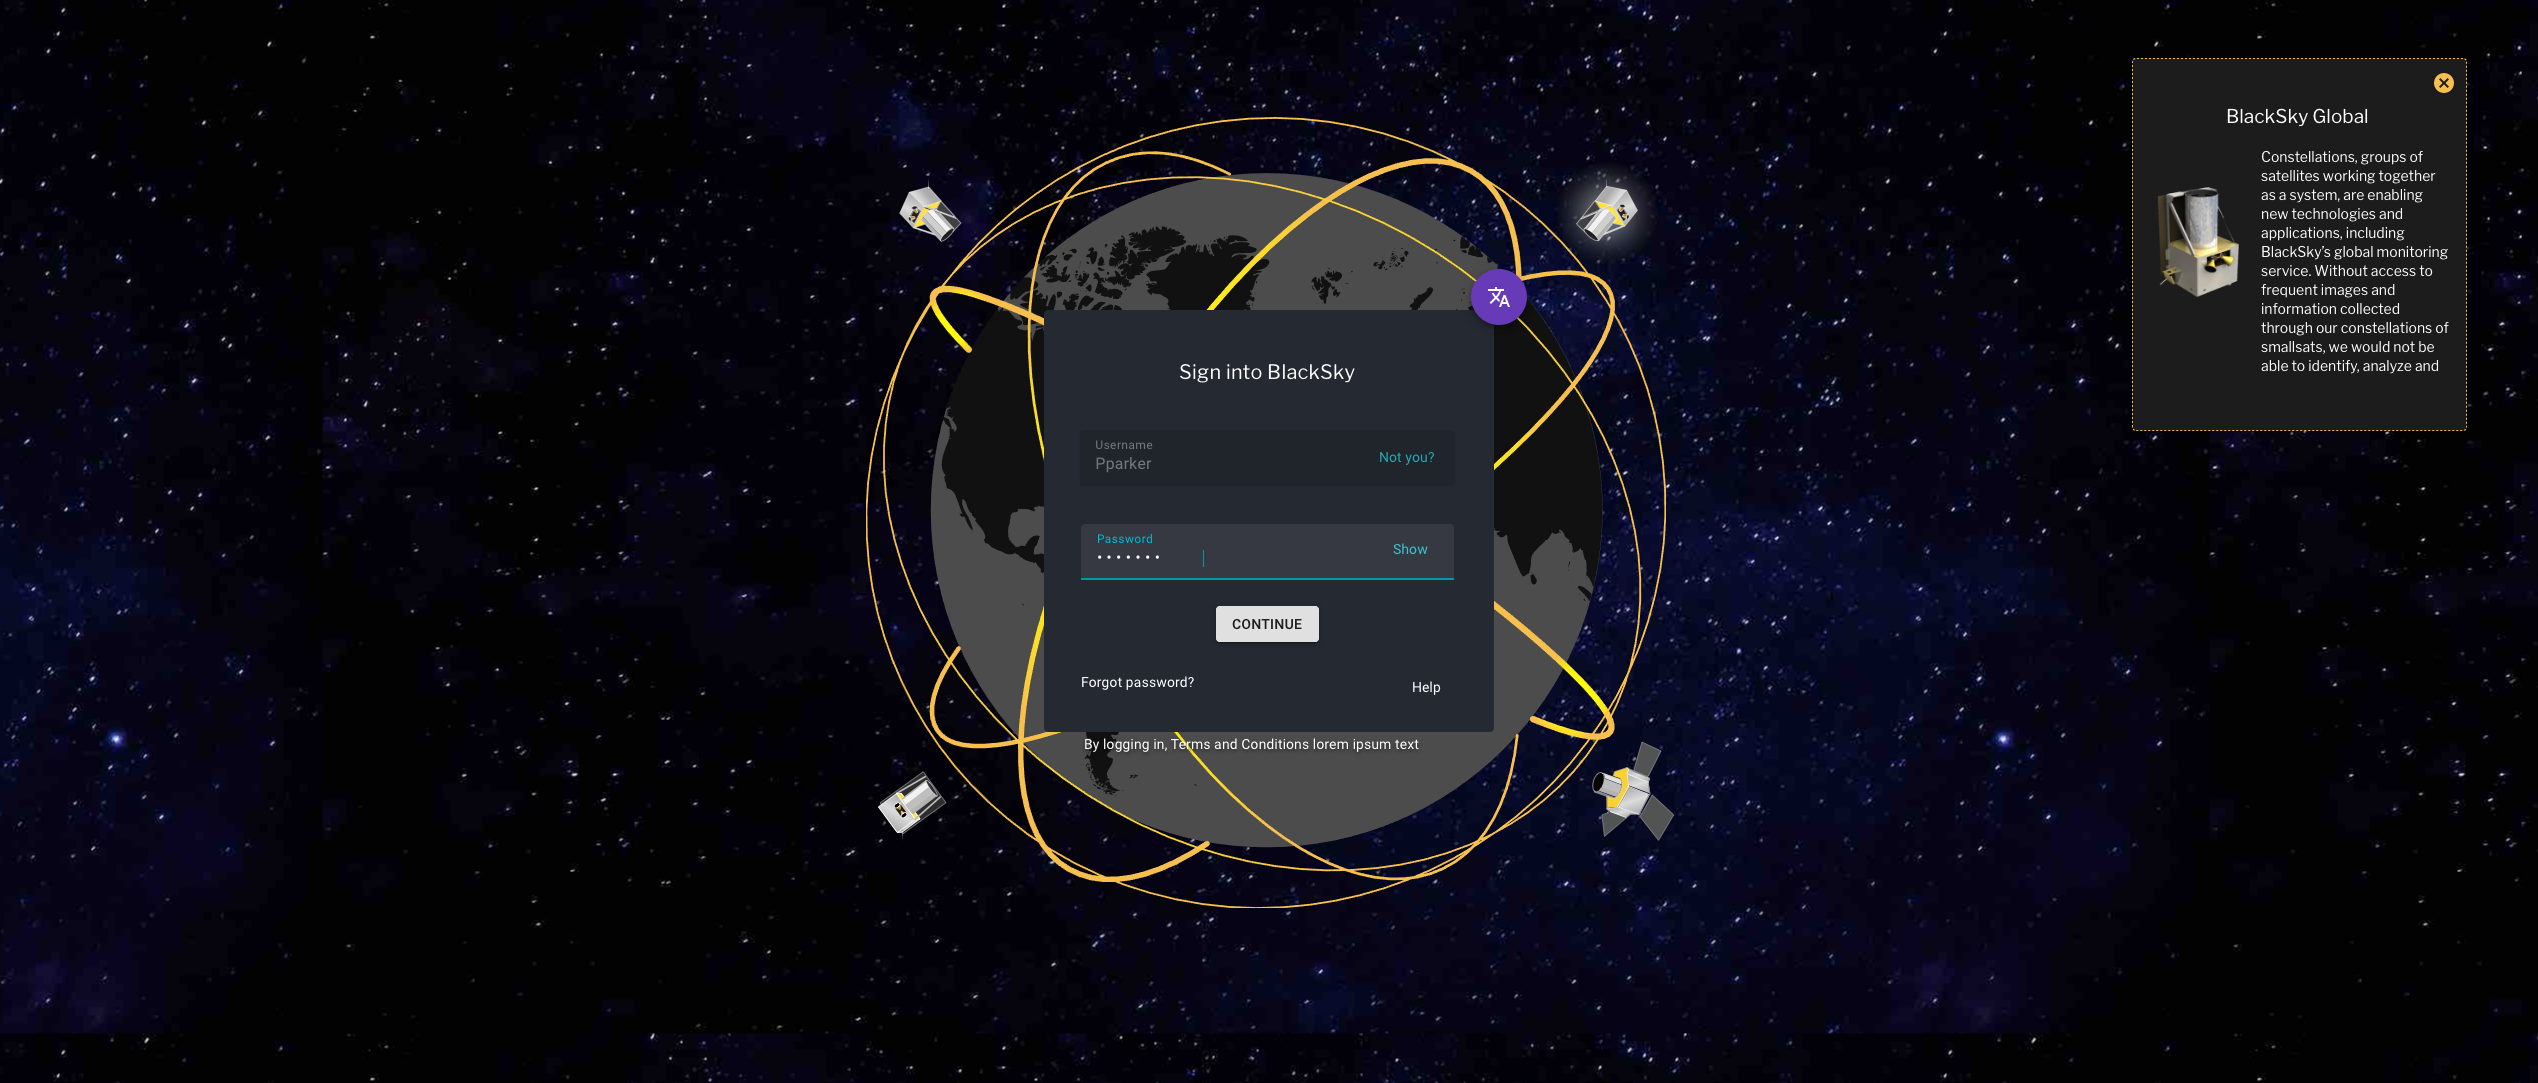 BlackSky Global
Constellations, groups of
satellites working together
as a system, are enabling
new technologies and
applications, including
BlackSky's global monitoring
service. Without access to
frequent images and
information collected
through our constellations of
smallsats, we would not be
able to identify, analyze and
Sign into BlackSky
Username
Pparker
Not you?
Password
•••••••
Show
CONTINUE
Forgot password?
Help
By logging in, Terms and Conditions lorem ipsum text